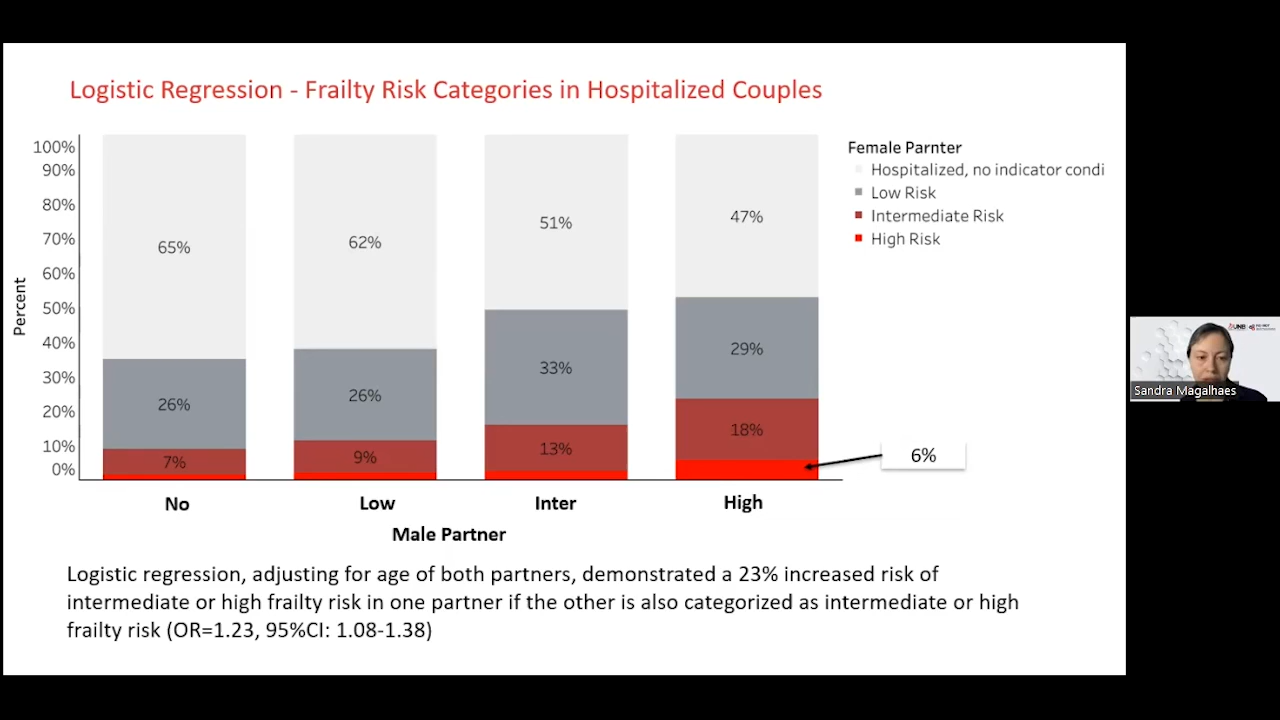 Logistic Regression - Frailty Risk Categories in Hospitalized Couples
Percent
100%
90%
80%
70%
60%
50%
40%
30%
20%
10%
0%
65%
26%
7%
62%
26%
9%
51%
33%
13%
47%
29%
18%
6%
No
Low
Inter
High
Male Partner
Female Parnter
Hospitalized, no indicator condi
Low Risk
Intermediate Risk
High Risk
Logistic regression, adjusting for age of both partners, demonstrated a 23% increased risk of
intermediate or high frailty risk in one partner if the other is also categorized as intermediate or high
frailty risk (OR=1.23, 95%CI: 1.08-1.38)
UNB
Sandra Magalhaes